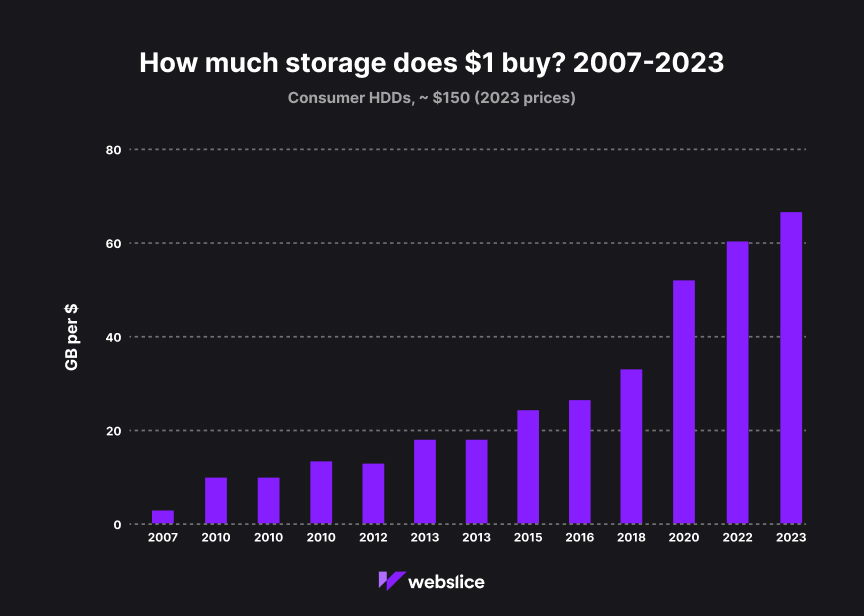 How much storage does $1 buy? 2007-2023
Consumer HDDs, ~ $150 (2023 prices)
80
60
40
20
0
GB per $
2007 2010 2010 2010 2012 2013 2013 2015 2016 2018 2020 2022 2023
webslice